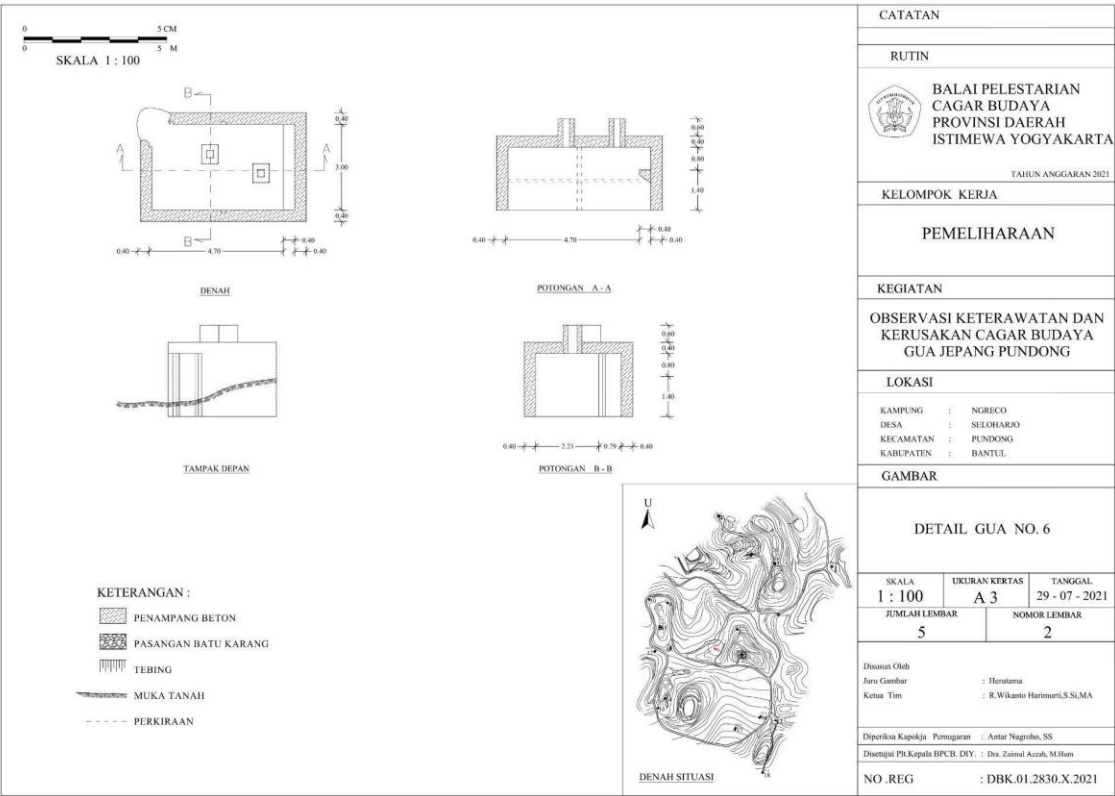 0 5 CM
0 5 M
SKALA 1 : 100
B
A A
B
0.40
3.00
0.40
0.40
0.40 4.70 0.40
DENAH
0.60
0.40
0.80
1.40
0.40
0.40 4.70 0.40
POTONGAN A - A
TAMPAK DEPAN
0.60
0.40
0.80
1.40
0.40 2.21 0.79 0.40
POTONGAN B - B
KETERANGAN :
PENAMPANG BETON
PASANGAN BATU KARANG
TEBING
MUKA TANAH
PERKIRAAN
U
DENAH SITUASI
CATATAN
RUTIN
BALAI PELESTARIAN
CAGAR BUDAYA
PROVINSI DAERAH
ISTIMEWA YOGYAKARTA
TAHUN ANGGARAN 2021
KELOMPOK KERJA
PEMELIHARAAN
KEGIATAN
OBSERVASI KETERAWATAN DAN
KERUSAKAN CAGAR BUDAYA
GUA JEPANG PUNDONG
LOKASI
KAMPUNG : NGRECO
DESA : SELOHARJO
KECAMATAN : PUNDONG
KABUPATEN : BANTUL
GAMBAR
DETAIL GUA NO. 6
SKALA UKURAN KERTAS TANGGAL
1 : 100 A 3 29 - 07 - 2021
JUMLAH LEMBAR NOMOR LEMBAR
5 2
Disusun Oleh
Juru Gambar : Herutama
Ketua Tim : R.Wikanto Harimurti,S.Si,MA
Diperiksa Kapokja Pemugaran : Antar Nugroho, SS
Disetujui Plt.Kepala BPCB. DIY. : Dra. Zaimul Azzah, M.Hum
NO .REG : DBK.01.2830.X.2021